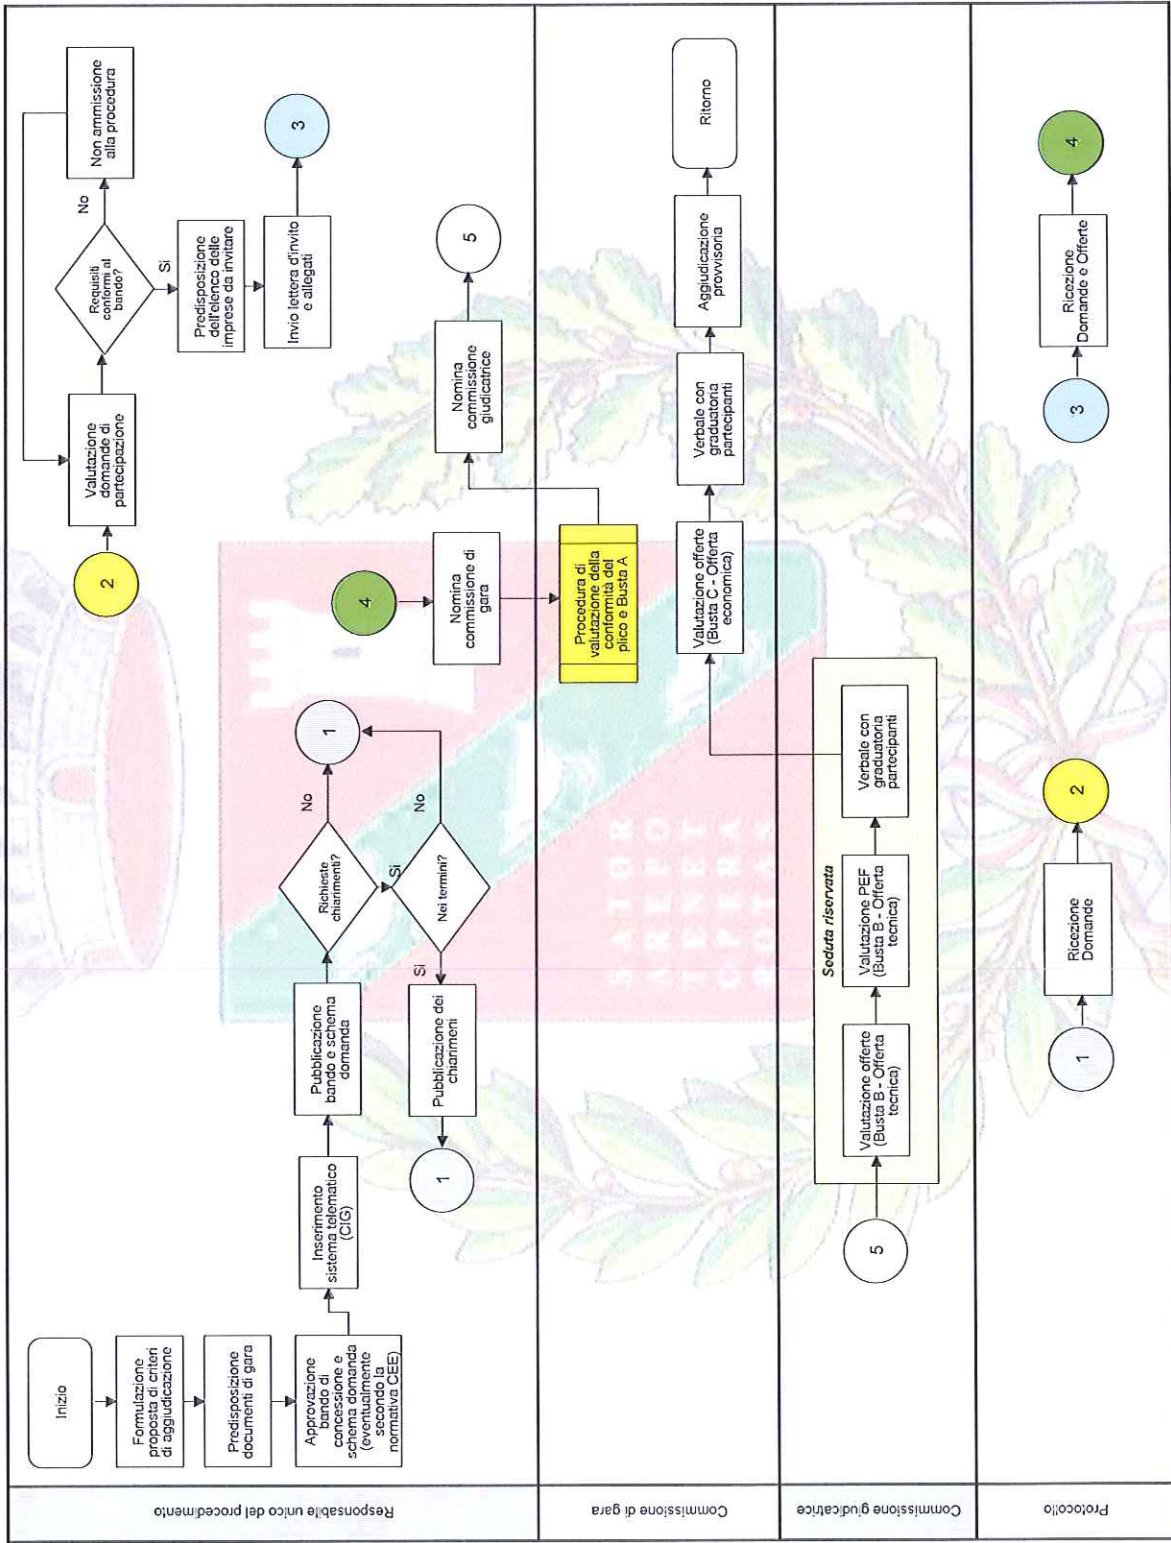 Responsabile unico del procedimento
Inizio
Formulazione
proposta di criteri
di aggiudicazione
Predisposizione
documenti di gara
Approvazione
bando di
concessione e
schema domanda
(eventualmente
secondo la
normativa CEE)
Inserimento
sistema telematico
(CIG)
Pubblicazione
bando e schema
domanda
Richieste
chiarimenti?
No
1
Si
Nei termini?
No
Si
Pubblicazione dei
chiarimeni
1
2
Valutazione
domande di
partecipazione
Requisiti
conformi al
bando?
No
Non ammissione
alla procedura
Si
Predisposizione
dell'elenco delle
imprese da invitare
Invio lettera d'invito
e allegati
3
4
Nomina
commissione di
gara
Nomina
commissione
giudicatrice
5
Commissione di gara
Procedura di
valutazione della
conformità del
plico e Busta A
Valutazione offerte
(Busta C - Offerta
economica)
Verbale con
graduatoria
partecipanti
Aggiudicazione
provvisoria
Ritorno
Commissione giudicatrice
5
Seduta riservata
Valutazione offerte
(Busta B - Offerta
tecnica)
Valutazione PEF
(Busta B - Offerta
tecnica)
Verbale con
graduatoria
partecipanti
Protocollo
1
Ricezione
Domande
2
3
Ricezione
Domande e Offerte
4
SATOR
AREPO
TENET
OPERA
ROTAS